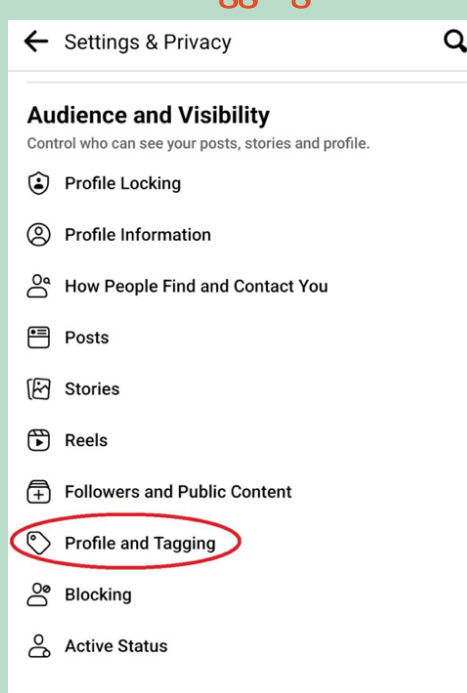 Settings & Privacy
Audience and Visibility
Control who can see your posts, stories and profile.
Profile Locking
Profile Information
How People Find and Contact You
Posts
Stories
Reels
Followers and Public Content
Profile and Tagging
Blocking
Active Status